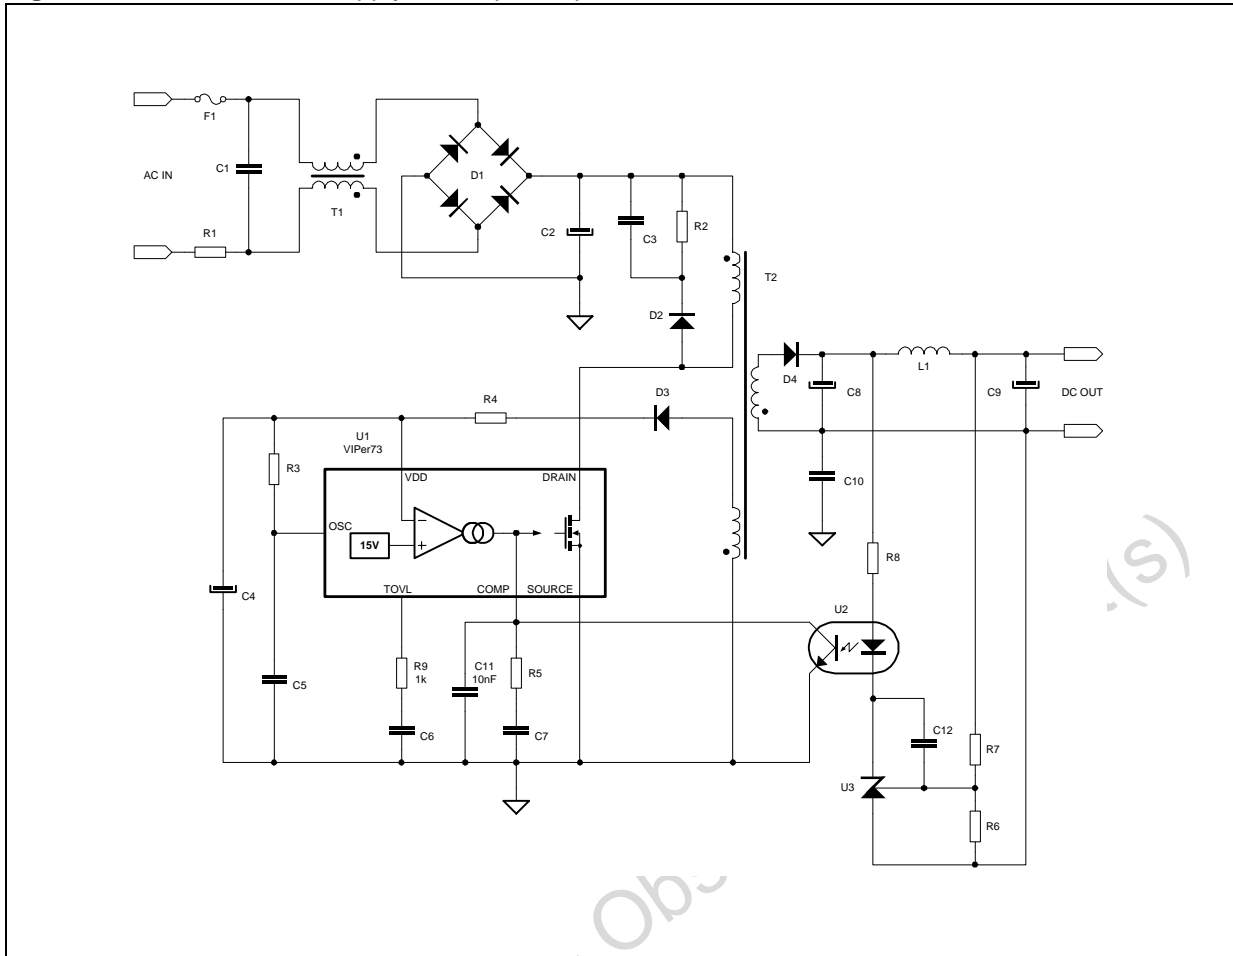 F1
C1
AC IN
T1
R1
D1
C2
C3
R2
D2
T2
D4
C8
L1
C9
DC OUT
R4
D3
U1
VIPer73
R3
VDD
DRAIN
C10
OSC
15V
R8
TOVL
COMP
SOURCE
C4
U2
R9
1k
C11
10nF
R5
C5
C6
C7
C12
R7
U3
R6
(s)